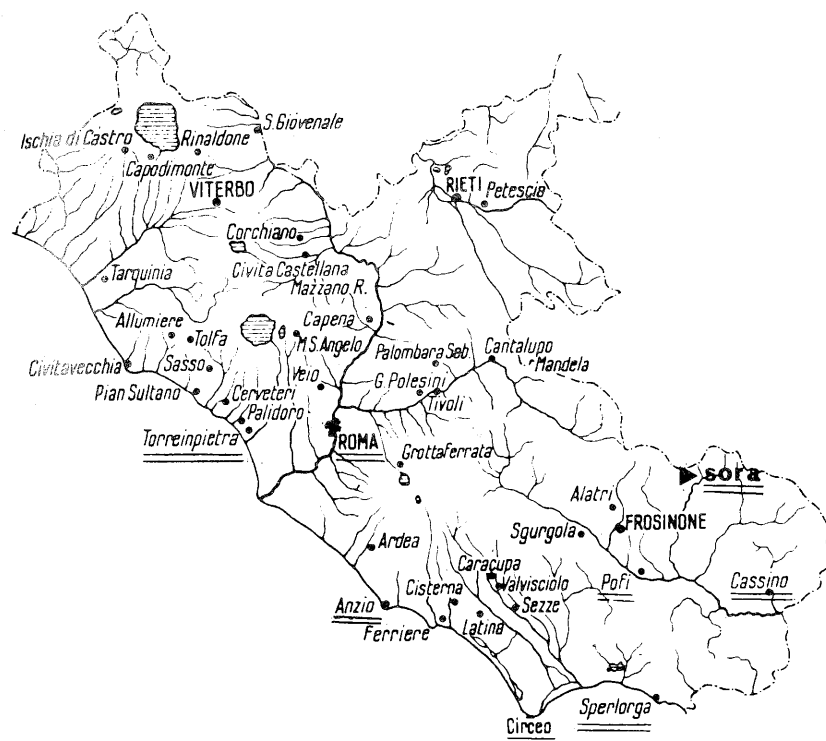 S. Giovenale
Ischia di Castro
Rinaldone
Capodimonte
VITERBO
RIETI
Petescia
Corchiano
Civita Castellana
Mazzano R.
Tarquinia
Allumiere
Tolfa
Capena
M.S. Angelo
Civitavecchia
Sasso
Palombara Sab.
Cantalupo
Mandela
Pian Sultano
Veio
G. Polesini
Cerveteri
Tivoli
Palidoro
Torreinpietra
ROMA
Grottaferrata
sora
Alatri
FROSINONE
Sgurgola
Ardea
Caracupa
Valvisciolo
Pofi
Cassino
Cisterna
Sezze
Anzio
Ferriere
Latina
Circeo
Sperlorga